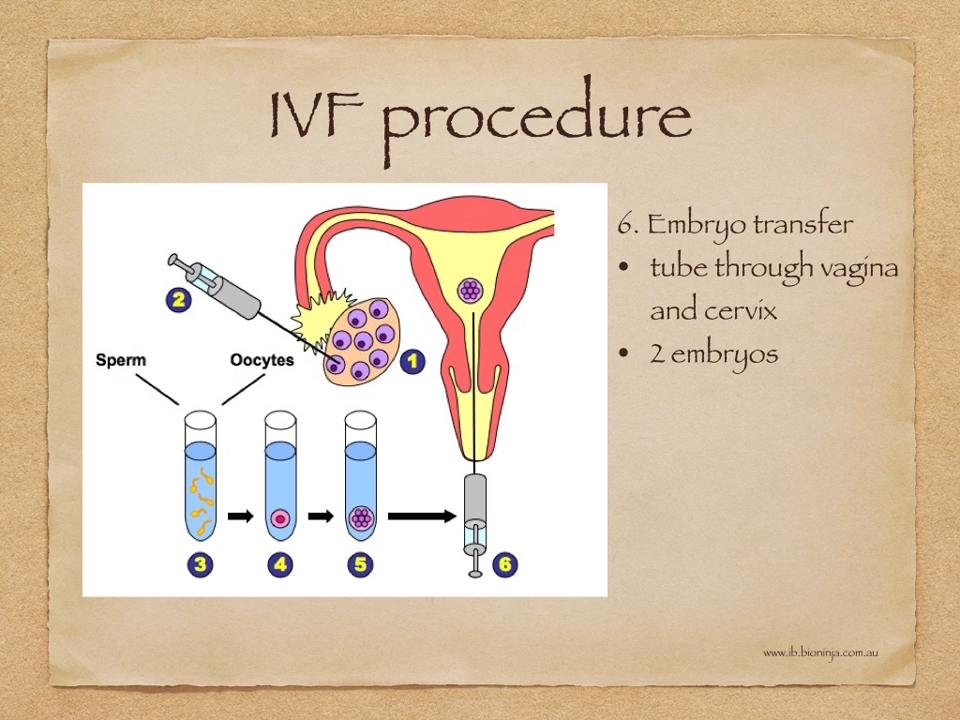 IVF procedure
6. Embryo transfer
• tube through vagina
and cervix
• 2 embryos
2
1
Sperm
Oocytes
3
4
5
6
www.ib.bioninja.com.au